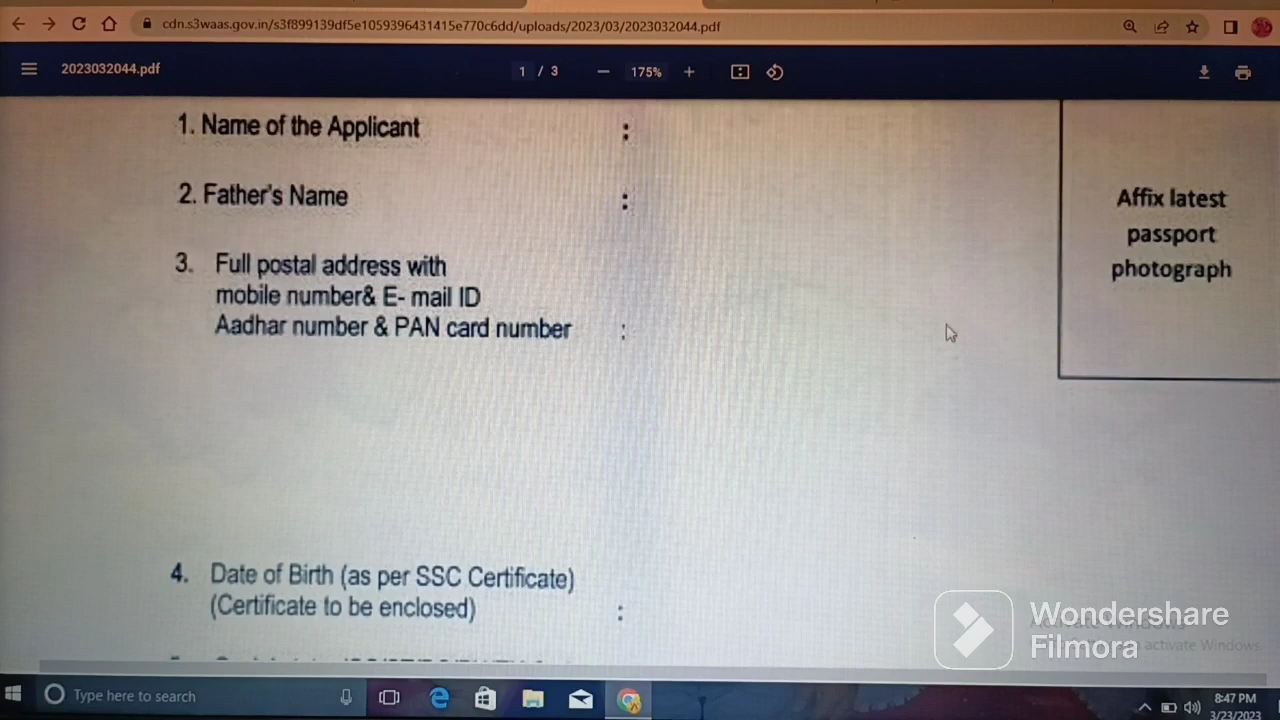 cdn.s3waas.gov.in/s3f899139df5e1059396431415e770c6dd/uploads/2023/03/2023032044.pdf
2023032044.pdf
1 / 3
175%
1. Name of the Applicant :
2. Father's Name :
3. Full postal address with
mobile number& E- mail ID
Aadhar number & PAN card number :
Affix latest
passport
photograph
4. Date of Birth (as per SSC Certificate)
(Certificate to be enclosed) :
Wondershare
Filmora
activate Windows.
Type here to search
8:47 PM
3/23/2023